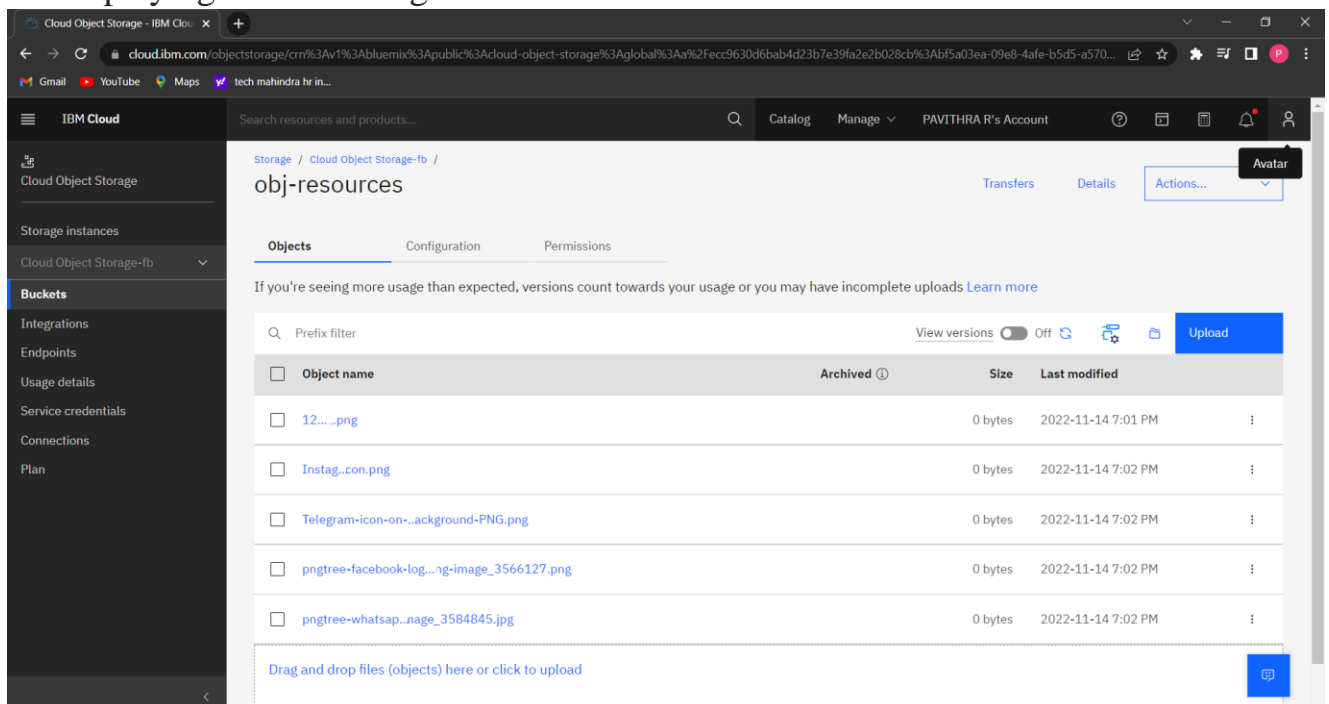 Cloud Object Storage - IBM Clou
cloud.ibm.com/objectstorage/crn%3Av1%3Abluemix%3Apublic%3Acloud-object-storage%3Aglobal%3Aa%2Fecc9630d6bab4d23b7e39fa2e2b028cb%3Abf5a03ea-09e8-4afe-b5d5-a570...
Gmail YouTube Maps tech mahindra hr in...
IBM Cloud Search resources and products... Catalog Manage PAVITHRA R's Account
Avatar
Cloud Object Storage
Storage instances
Cloud Object Storage-fb
Buckets
Integrations
Endpoints
Usage details
Service credentials
Connections
Plan
Storage / Cloud Object Storage-fb /
obj-resources
Transfers Details Actions...
Objects Configuration Permissions
If you're seeing more usage than expected, versions count towards your usage or you may have incomplete uploads Learn more
Prefix filter View versions Off Upload
Object name Archived Size Last modified
12... ..png 0 bytes 2022-11-14 7:01 PM
Instag..con.png 0 bytes 2022-11-14 7:02 PM
Telegram-icon-on-..ackground-PNG.png 0 bytes 2022-11-14 7:02 PM
pngtree-facebook-log...ng-image_3566127.png 0 bytes 2022-11-14 7:02 PM
pngtree-whatsap..nage_3584845.jpg 0 bytes 2022-11-14 7:02 PM
Drag and drop files (objects) here or click to upload